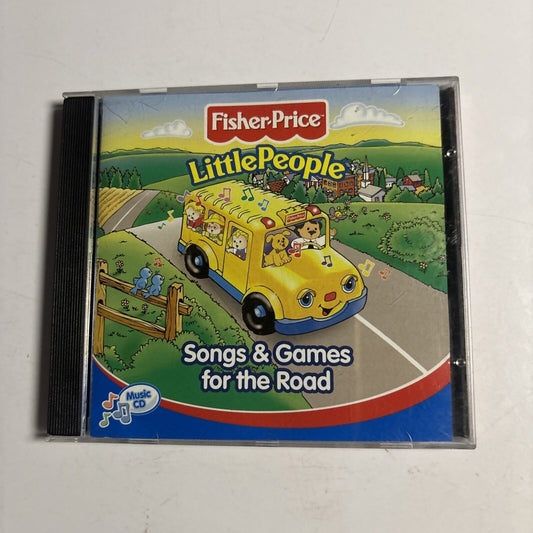 Fisher-Price
LittlePeople
Songs & Games
for the Road
Music
CD